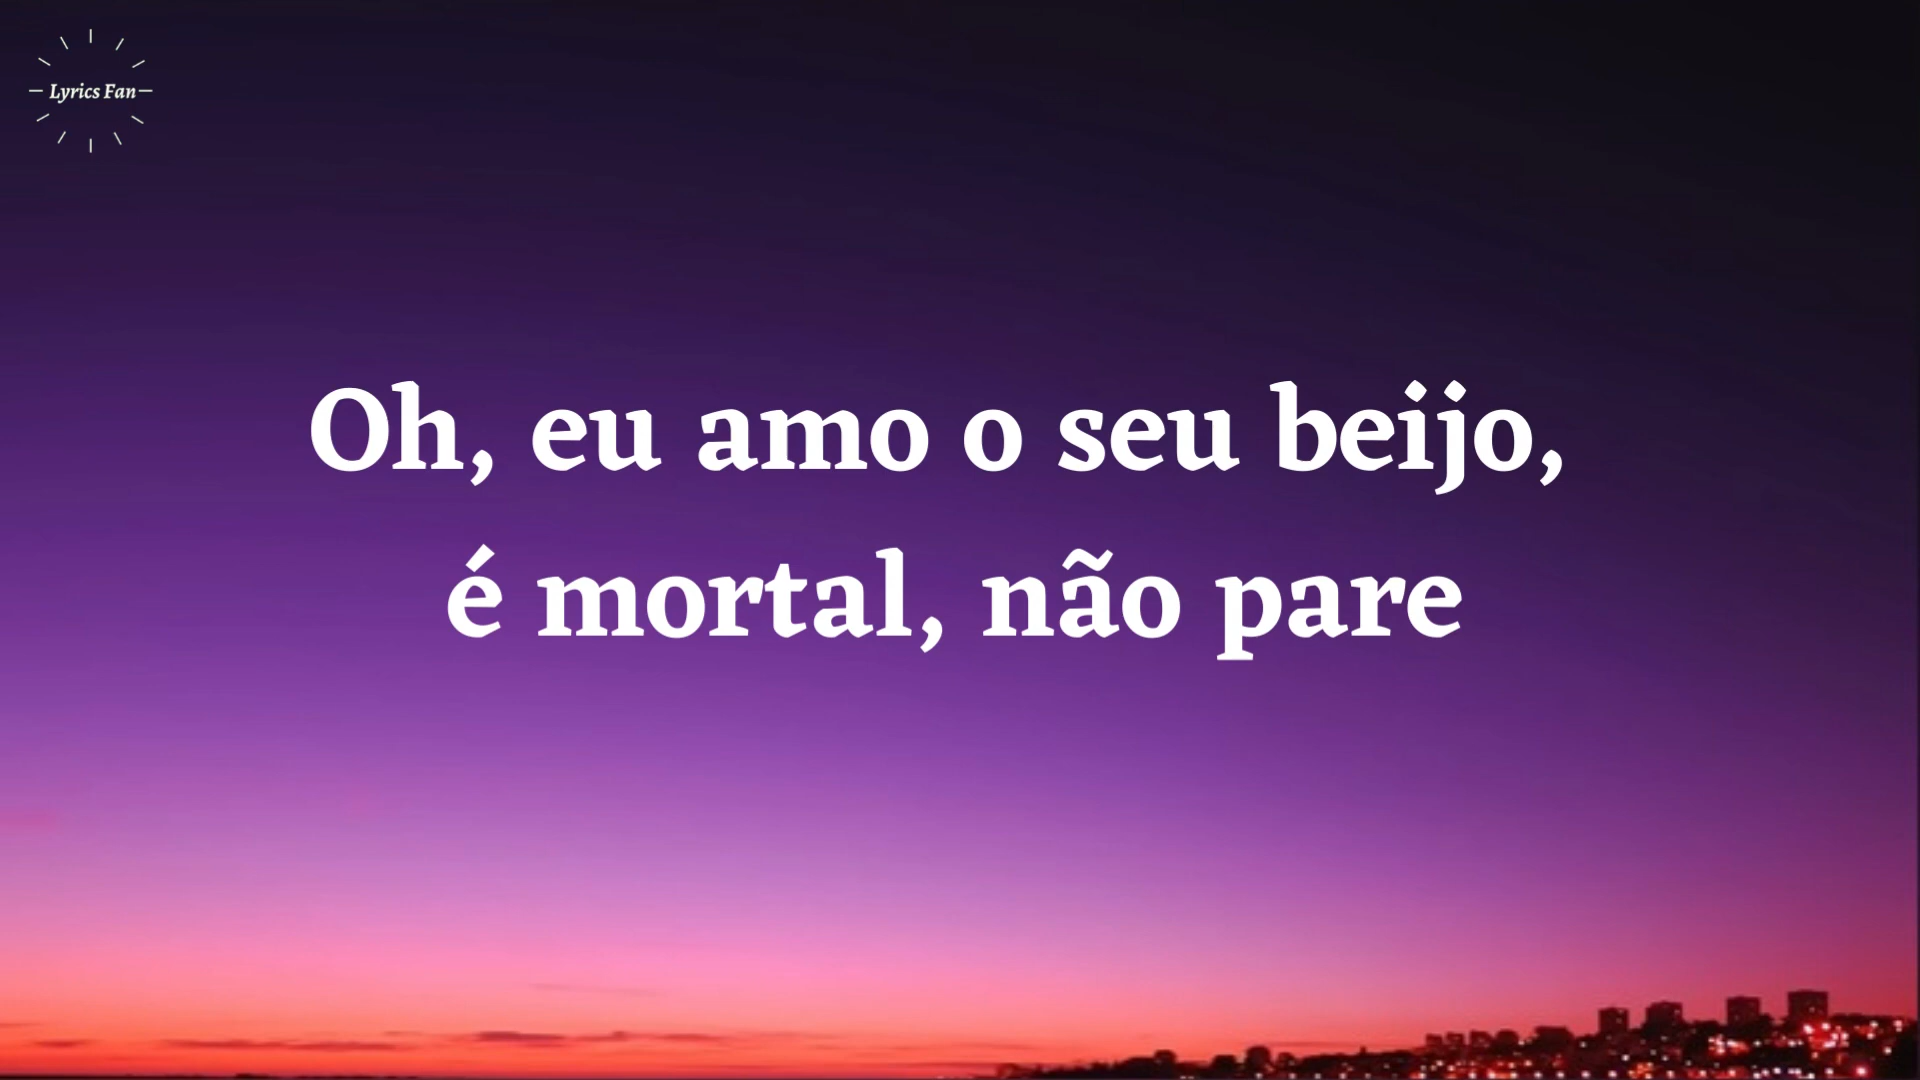 Lyrics Fan
Oh, eu amo o seu beijo,
é mortal, não pare